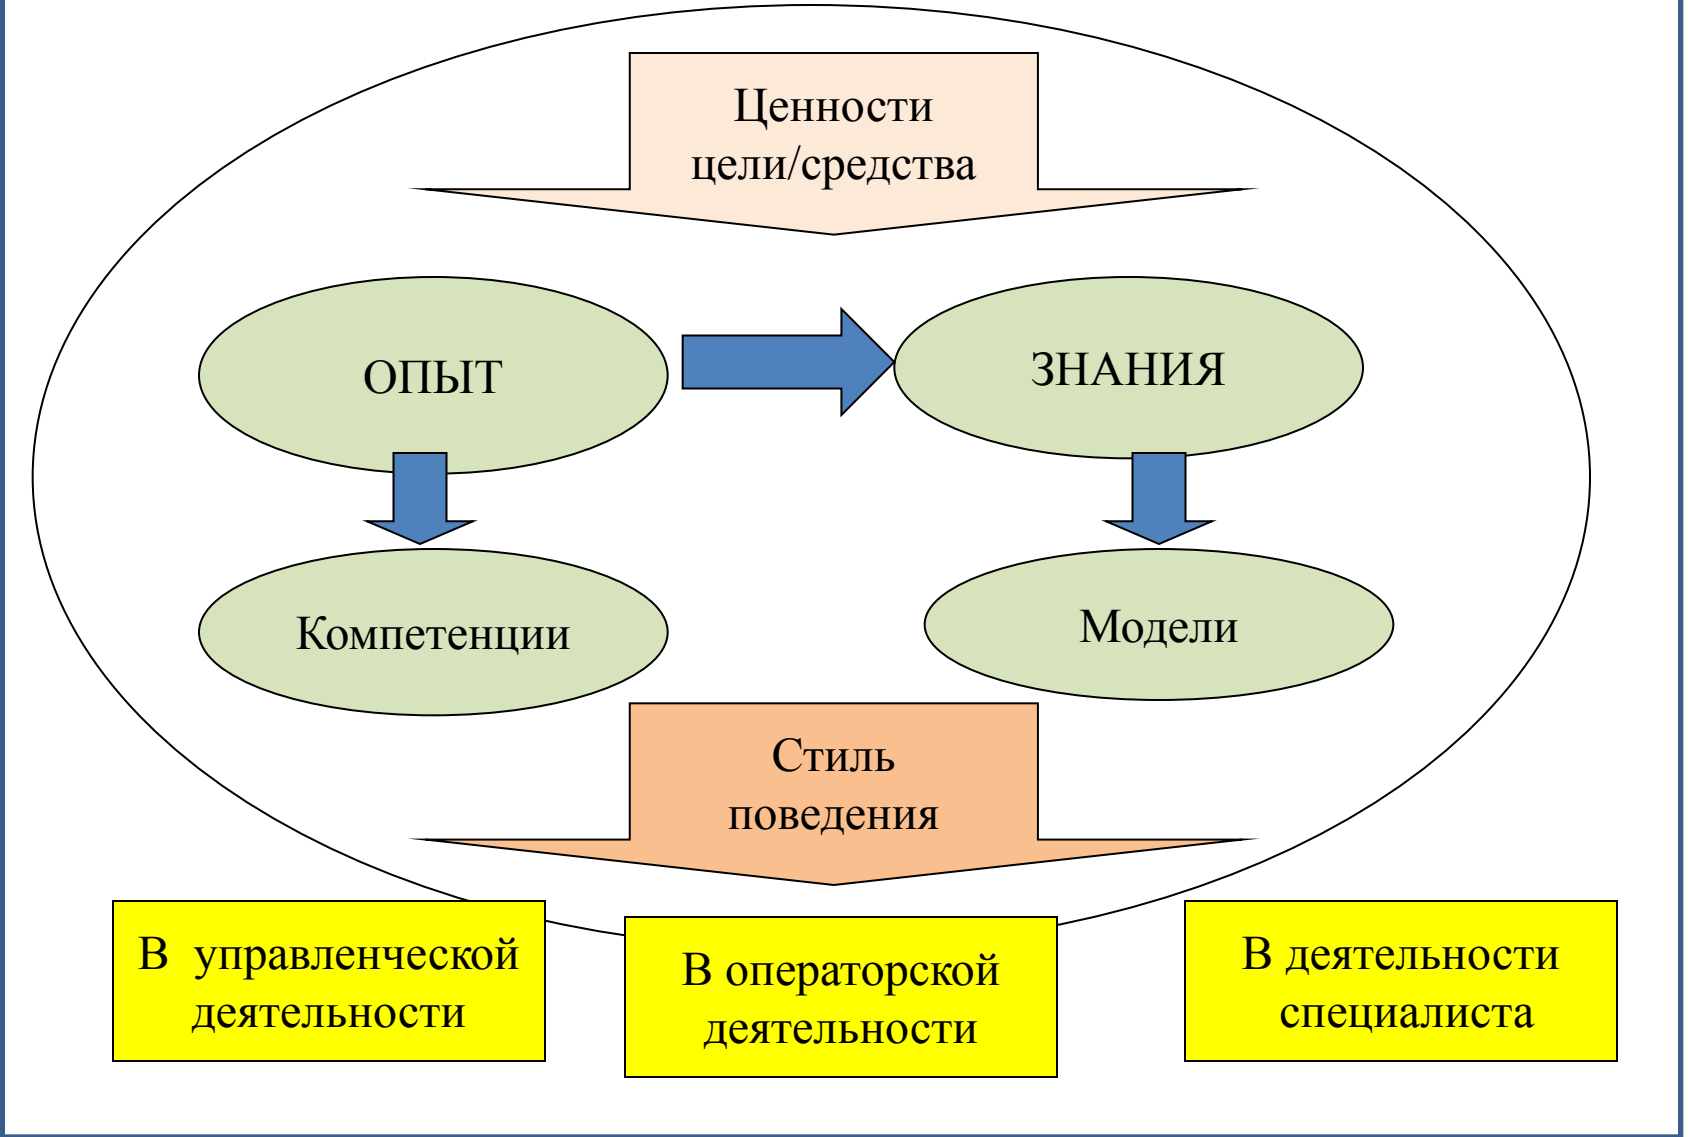 Ценности
цели/средства
ОПЫТ
ЗНАНИЯ
Компетенции
Модели
Стиль
поведения
В  управленческой
деятельности
В операторской
деятельности
В деятельности
специалиста